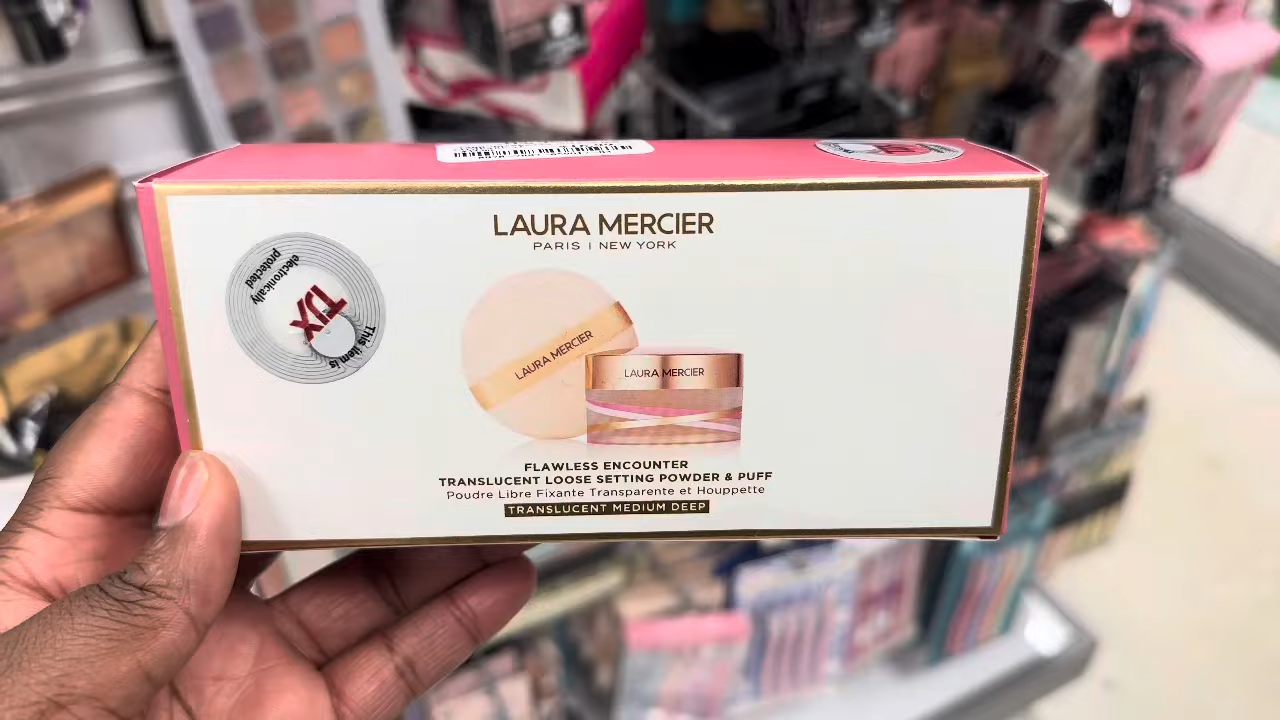 LAURA MERCIER
PARIS | NEW YORK
electronically
protected
TJX
This item is
LAURA MERCIER
LAURA MERCIER
FLAWLESS ENCOUNTER
TRANSLUCENT LOOSE SETTING POWDER & PUFF
Poudre Libre Fixante Transparente et Houppette
TRANSLUCENT MEDIUM DEEP